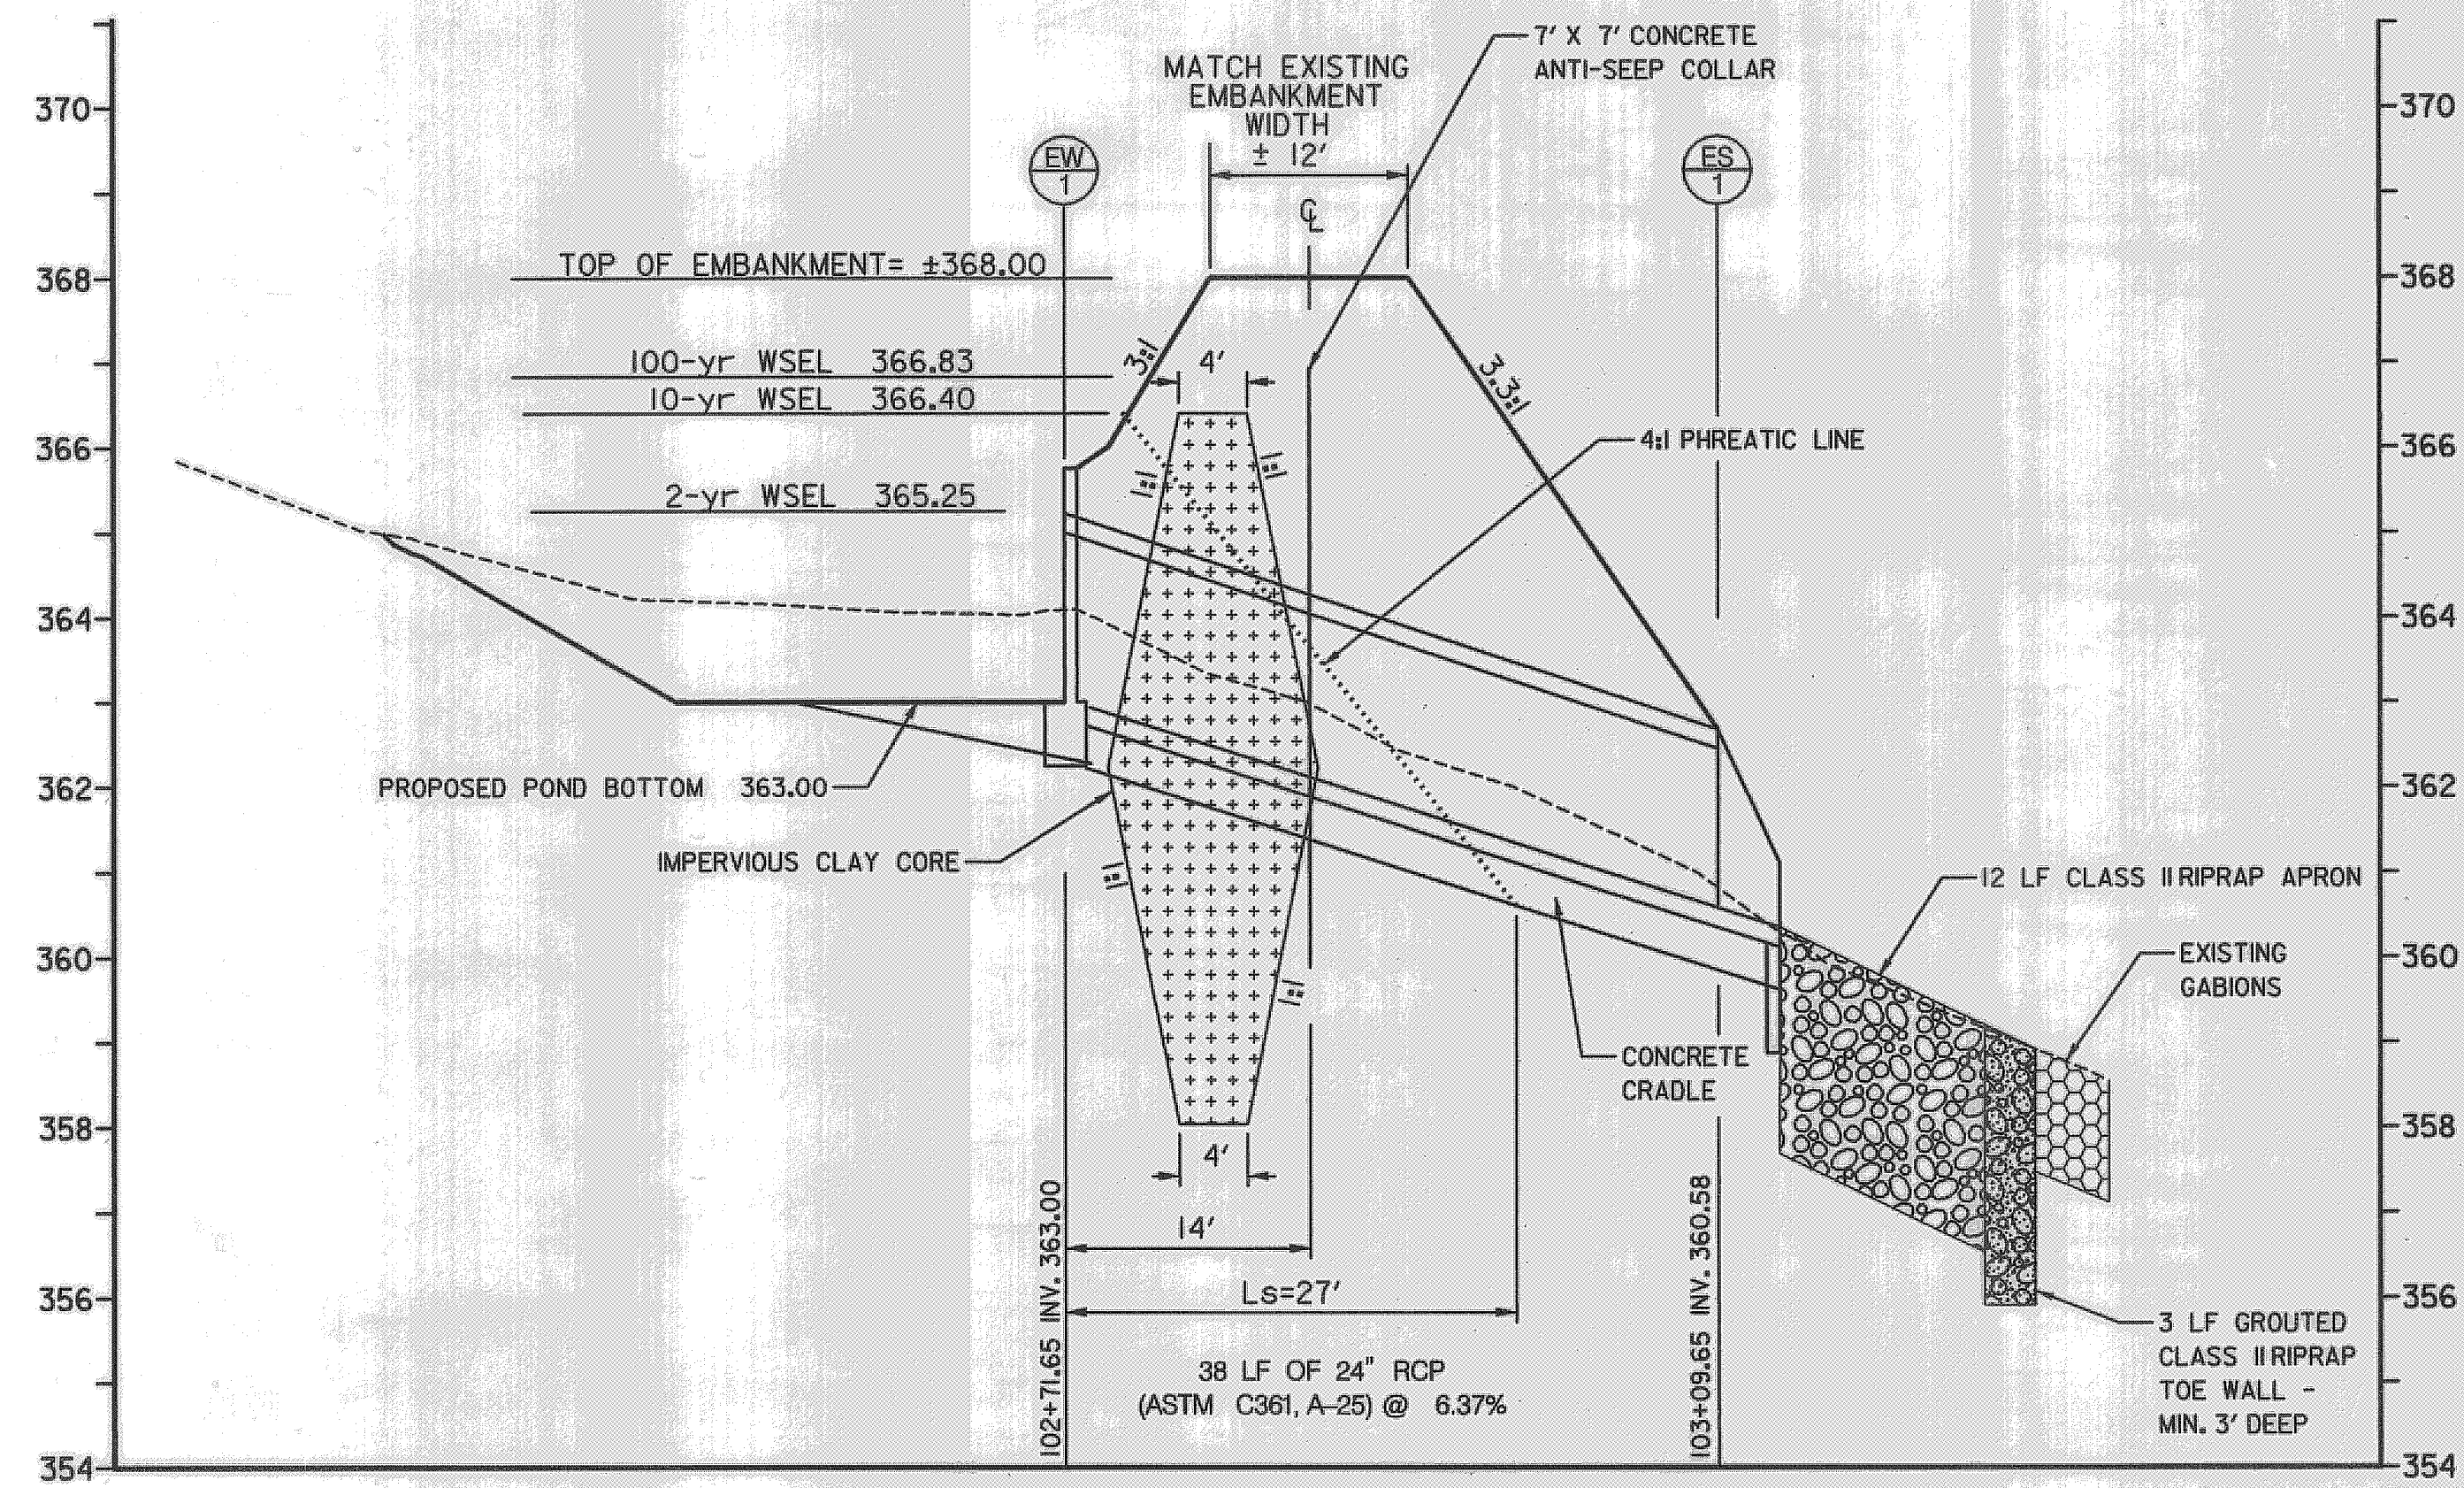 7' X 7' CONCRETE
ANTI-SEEP COLLAR
MATCH EXISTING
EMBANKMENT
WIDTH
± 12'
EW
1
ES
1
℄
370
368
366
364
362
360
358
356
354
370
368
366
364
362
360
358
356
354
TOP OF EMBANKMENT= ±368.00
100-yr WSEL 366.83
10-yr WSEL 366.40
2-yr WSEL 365.25
3:1
4'
3.3:1
4:1 PHREATIC LINE
1:1
1:1
PROPOSED POND BOTTOM 363.00
IMPERVIOUS CLAY CORE
1:1
1:1
12 LF CLASS II RIPRAP APRON
EXISTING
GABIONS
CONCRETE
CRADLE
4'
14'
Ls=27'
102+71.65 INV. 363.00
103+09.65 INV. 360.58
38 LF OF 24" RCP
(ASTM C361, A-25) @ 6.37%
3 LF GROUTED
CLASS II RIPRAP
TOE WALL -
MIN. 3' DEEP